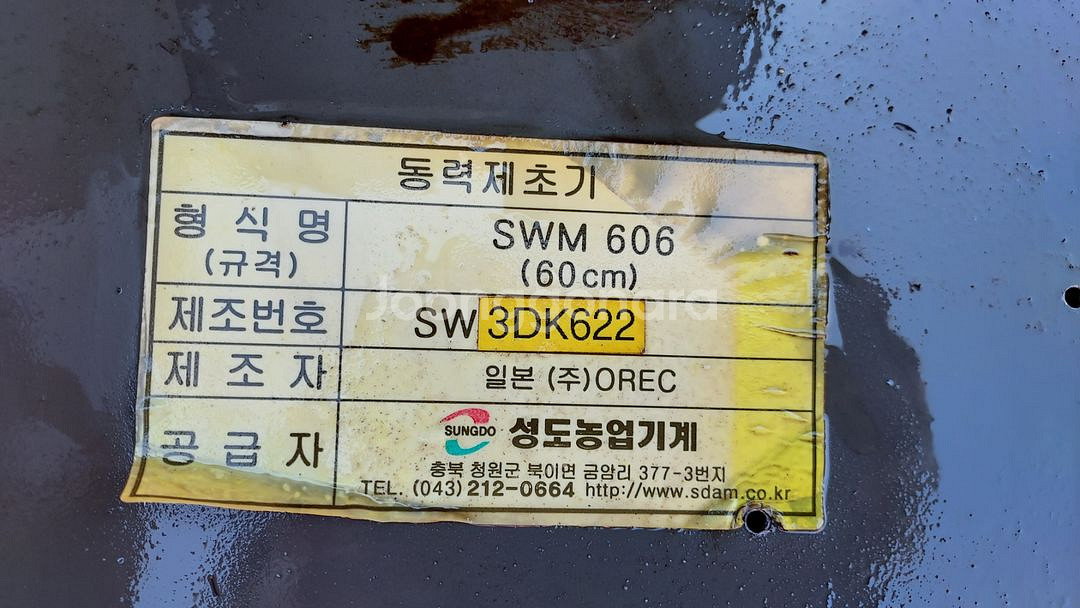 동력제초기
형식명 SWM 606
(규격) (60cm)
제조번호 SW 3DK622
제조자 일본 (주)OREC
공급자 SUNGDO 성도농업기계
충북 청원군 북이면 금암리 377-3번지
TEL. (043) 212-0664 http://www.sdam.co.kr
Joongonara